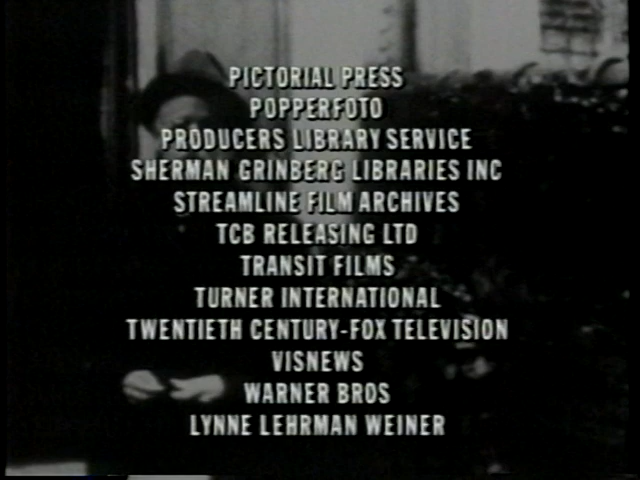 PICTORIAL PRESS
POPPERFOTO
PRODUCERS LIBRARY SERVICE
SHERMAN GRINBERG LIBRARIES INC
STREAMLINE FILM ARCHIVES
TCB RELEASING LTD
TRANSIT FILMS
TURNER INTERNATIONAL
TWENTIETH CENTURY-FOX TELEVISION
VISNEWS
WARNER BROS
LYNNE LEHRMAN WEINER